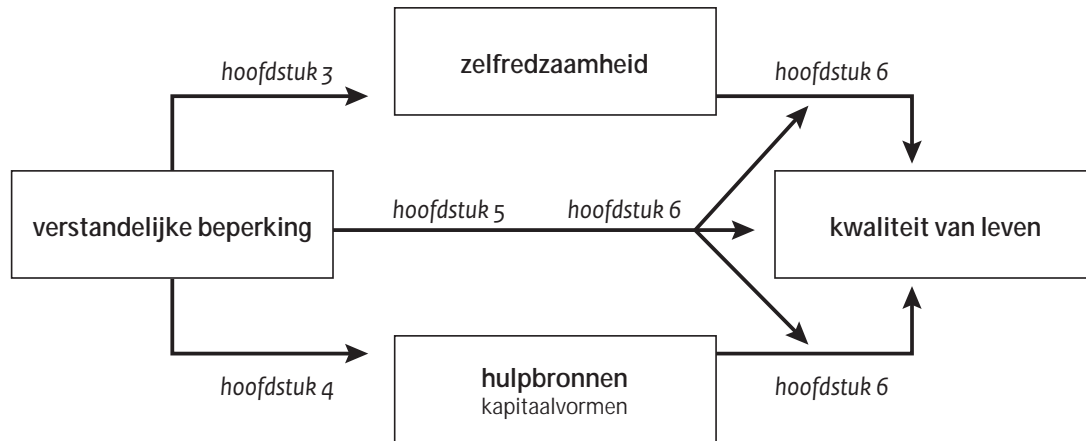 zelfredzaamheid
hoofdstuk 3
hoofdstuk 6
verstandelijke beperking
hoofdstuk 5
hoofdstuk 6
kwaliteit van leven
hulpbronnen
kapitaalvormen
hoofdstuk 4
hoofdstuk 6